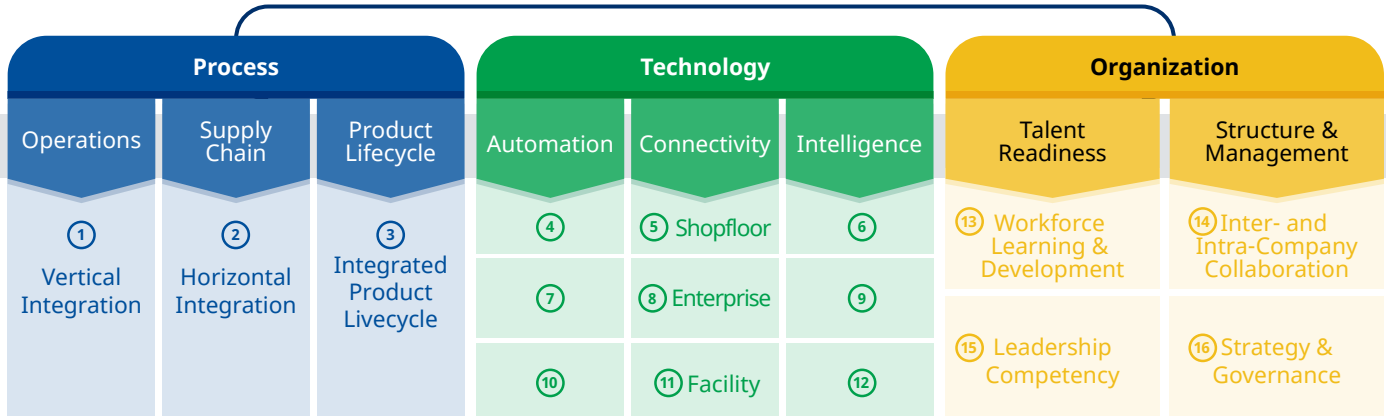 Process
Technology
Organization
Operations
Supply
Chain
Product
Lifecycle
Automation
Connectivity
Intelligence
Talent
Readiness
Structure &
Management
1
Vertical
Integration
2
Horizontal
Integration
3
Integrated
Product
Livecycle
4
5 Shopfloor
6
7
8 Enterprise
9
10
11 Facility
12
13 Workforce
Learning &
Development
14 Inter- and
Intra-Company
Collaboration
15 Leadership
Competency
16 Strategy &
Governance